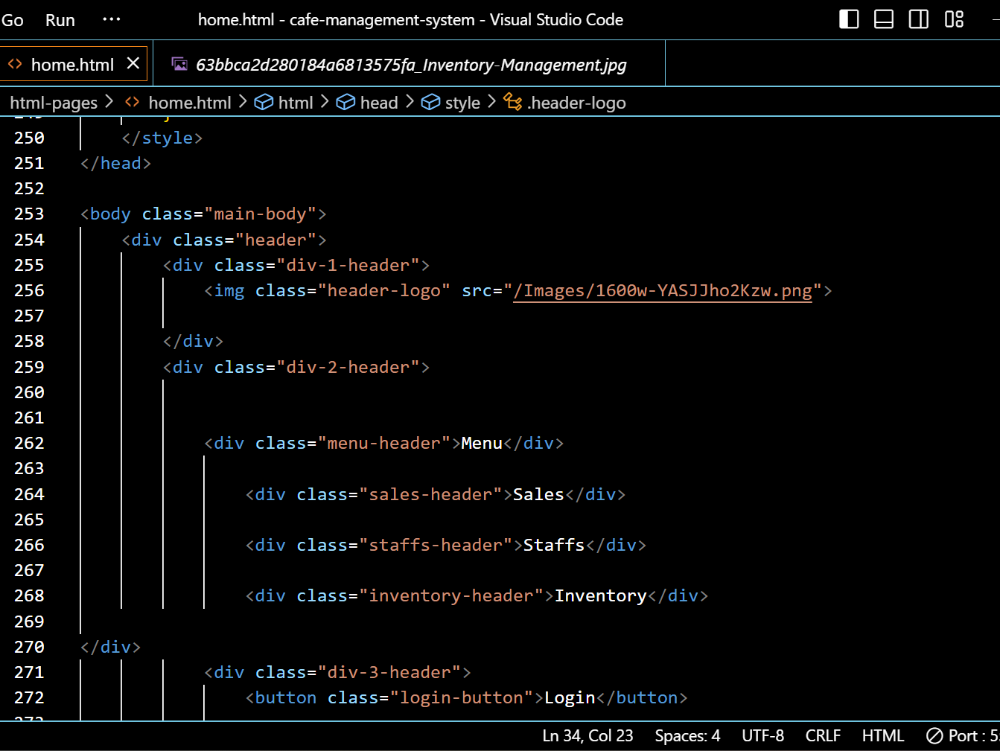 Go Run ··· home.html - cafe-management-system - Visual Studio Code
home.html 63bbca2d280184a6813575fa_Inventory-Management.jpg
html-pages > home.html > html > head > style > .header-logo
250 </style>
251 </head>
252
253 <body class="main-body">
254 <div class="header">
255 <div class="div-1-header">
256 <img class="header-logo" src="/Images/1600w-YASJJho2Kzw.png">
257
258 </div>
259 <div class="div-2-header">
260
261
262 <div class="menu-header">Menu</div>
263
264 <div class="sales-header">Sales</div>
265
266 <div class="staffs-header">Staffs</div>
267
268 <div class="inventory-header">Inventory</div>
269
270 </div>
271 <div class="div-3-header">
272 <button class="login-button">Login</button>
Ln 34, Col 23 Spaces: 4 UTF-8 CRLF HTML Port : 5